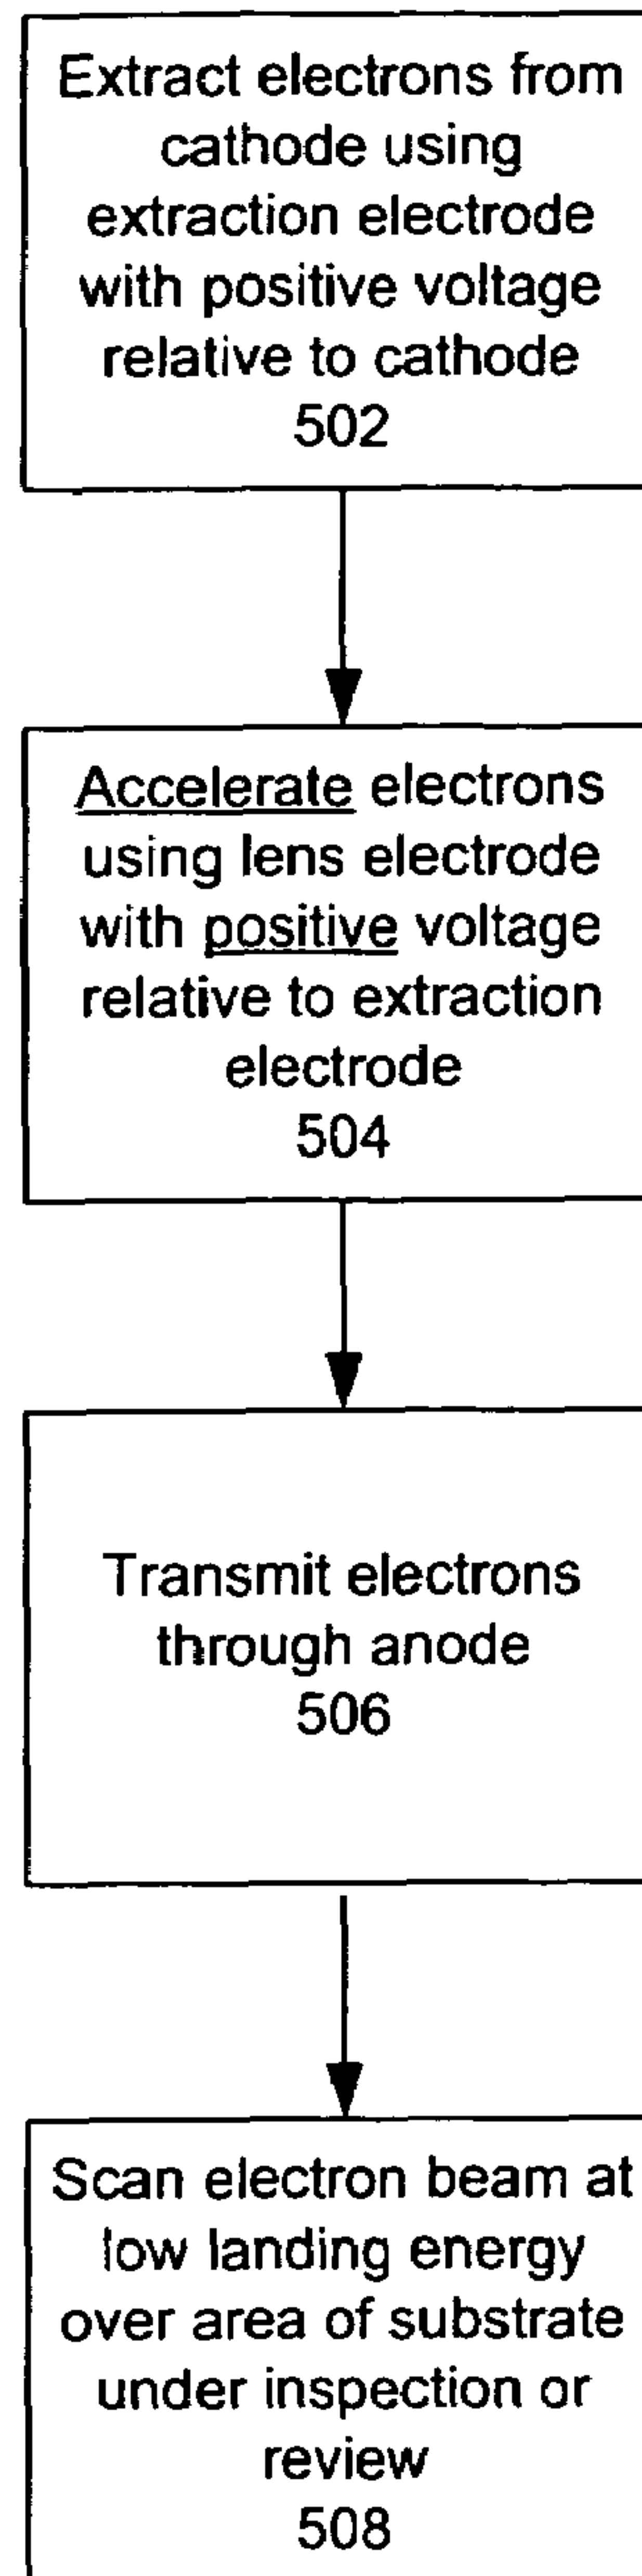 Extract electrons from
cathode using
extraction electrode
with positive voltage
relative to cathode
502
Accelerate electrons
using lens electrode
with positive voltage
relative to extraction
electrode
504
Transmit electrons
through anode
506
Scan electron beam at
low landing energy
over area of substrate
under inspection or
review
508